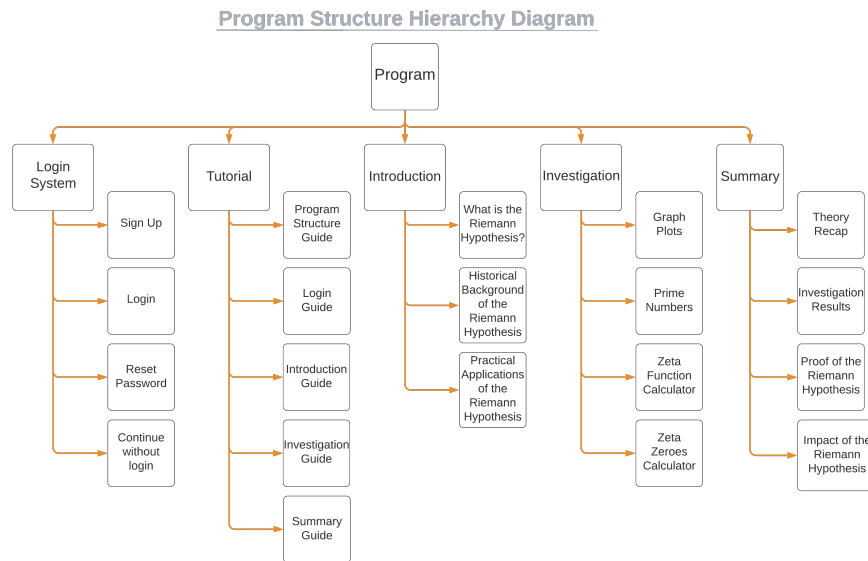 Program Structure Hierarchy Diagram
Program
Login
System
Tutorial
Introduction
Investigation
Summary
Sign Up
Login
Reset
Password
Continue
without
login
Program
Structure
Guide
Login
Guide
Introduction
Guide
Investigation
Guide
Summary
Guide
What is the
Riemann
Hypothesis?
Historical
Background
of the
Riemann
Hypothesis
Practical
Applications
of the
Riemann
Hypothesis
Graph
Plots
Prime
Numbers
Zeta
Function
Calculator
Zeta
Zeroes
Calculator
Theory
Recap
Investigation
Results
Proof of the
Riemann
Hypothesis
Impact of the
Riemann
Hypothesis